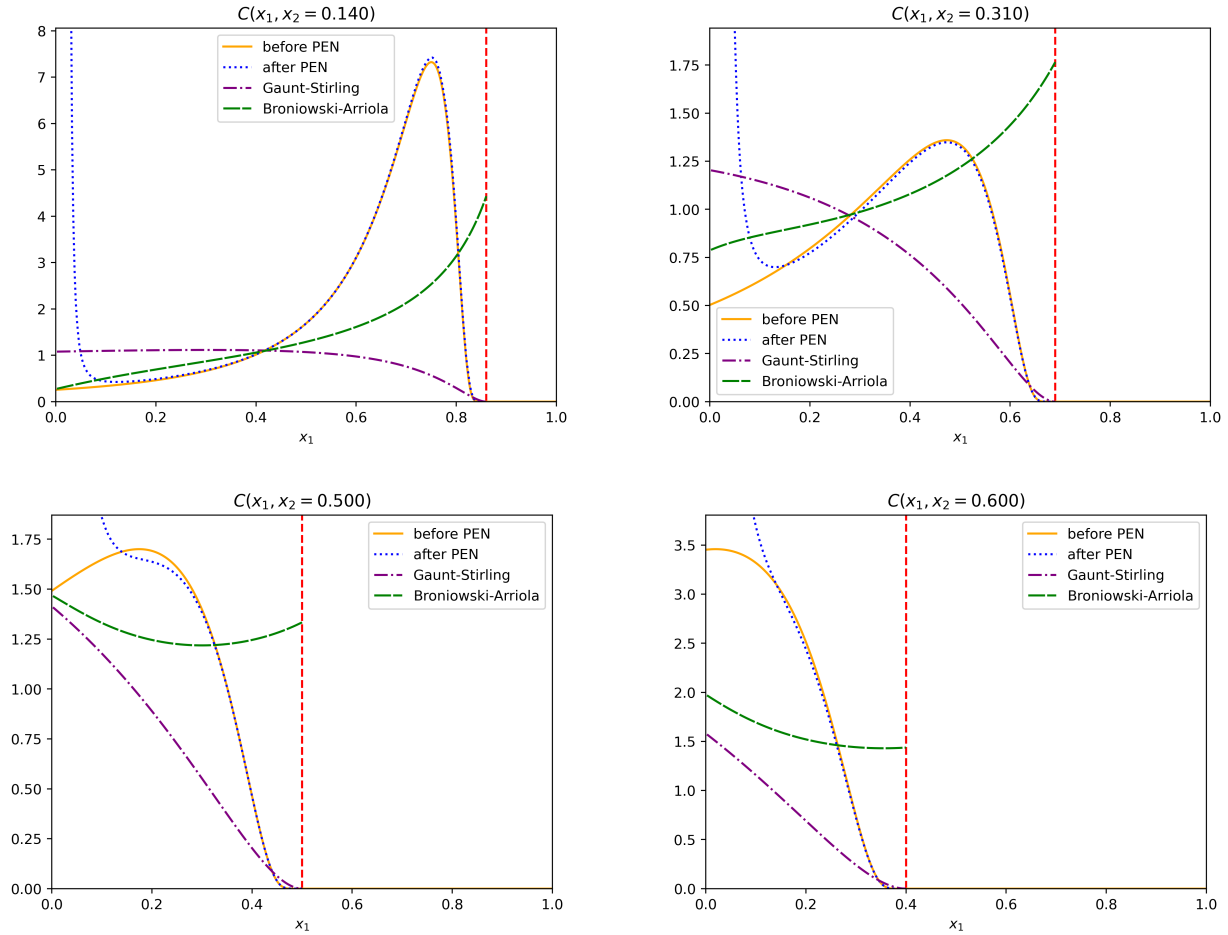 C(x₁, x₂ = 0.140)
8
7
6
5
4
3
2
1
0
before PEN
after PEN
Gaunt-Stirling
Broniowski-Arriola
0.0 0.2 0.4 0.6 0.8 1.0
x₁
C(x₁, x₂ = 0.310)
1.75
1.50
1.25
1.00
0.75
0.50
0.25
0.00
before PEN
after PEN
Gaunt-Stirling
Broniowski-Arriola
0.0 0.2 0.4 0.6 0.8 1.0
x₁
C(x₁, x₂ = 0.500)
1.75
1.50
1.25
1.00
0.75
0.50
0.25
0.00
before PEN
after PEN
Gaunt-Stirling
Broniowski-Arriola
0.0 0.2 0.4 0.6 0.8 1.0
x₁
C(x₁, x₂ = 0.600)
3.5
3.0
2.5
2.0
1.5
1.0
0.5
0.0
before PEN
after PEN
Gaunt-Stirling
Broniowski-Arriola
0.0 0.2 0.4 0.6 0.8 1.0
x₁